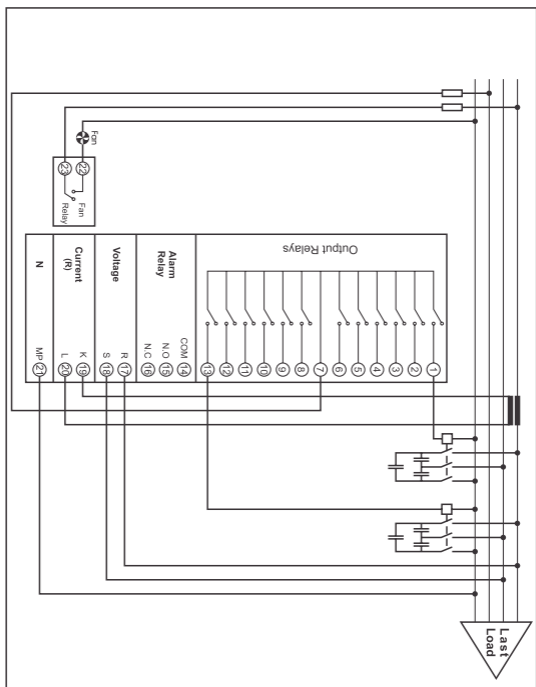 Last
Load
Output Relays
1
2
3
4
5
6
7
8
9
10
11
12
13
Alarm
Relay
COM 14
N.O 15
N.C 16
Voltage
R 17
S 18
Current
(R)
K 19
L 20
N
MP 21
Fan
22
23
Fan
Relay